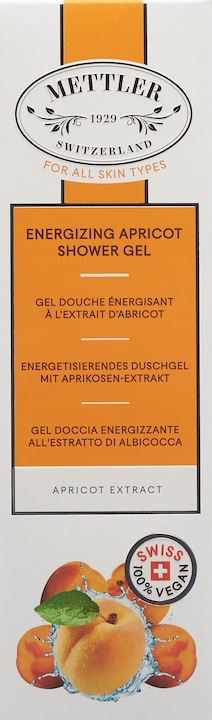 METTLER
1929
SWITZERLAND
FOR ALL SKIN TYPES
ENERGIZING APRICOT
SHOWER GEL
GEL DOUCHE ÉNERGISANT
À L'EXTRAIT D'ABRICOT
ENERGETISIERENDES DUSCHGEL
MIT APRIKOSEN-EXTRAKT
GEL DOCCIA ENERGIZZANTE
ALL'ESTRATTO DI ALBICOCCA
APRICOT EXTRACT
SWISS
100% VEGAN